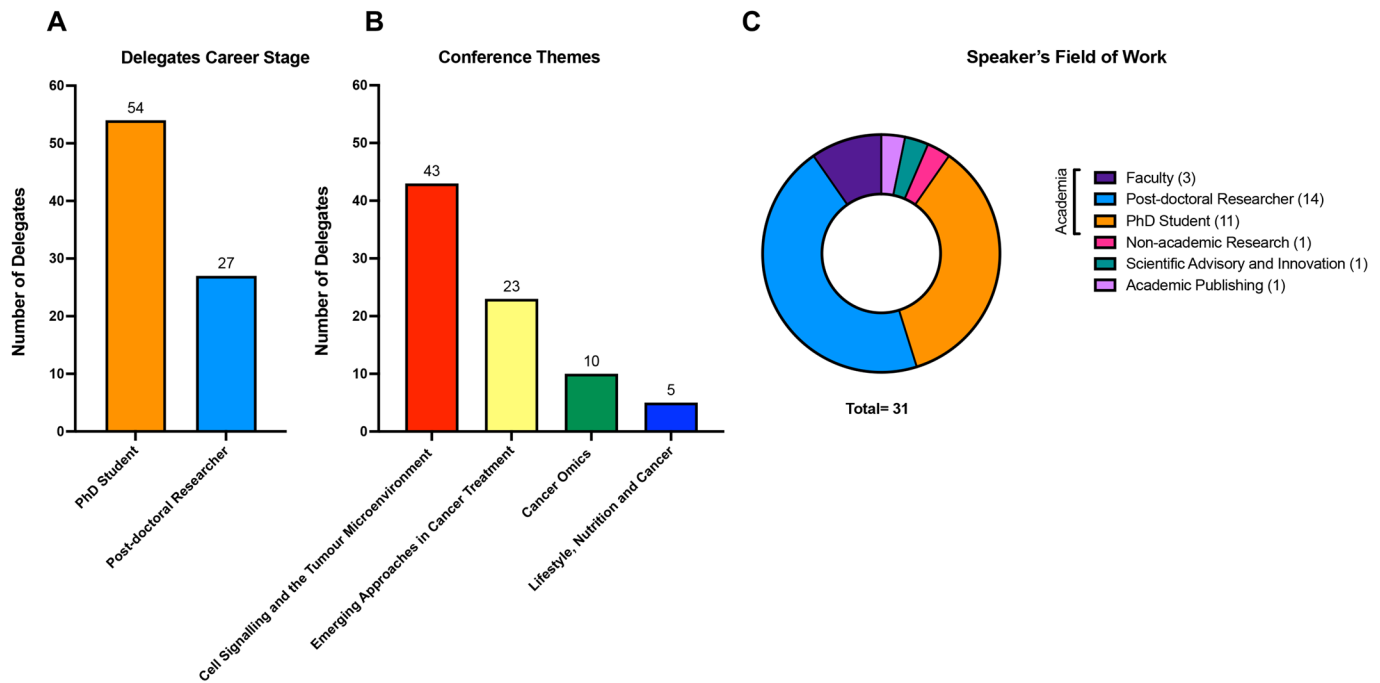 A
Delegates Career Stage
Number of Delegates
60
50
40
30
20
10
0
54
27
PhD Student
Post-doctoral Researcher
B
Conference Themes
Number of Delegates
60
50
40
30
20
10
0
43
23
10
5
Cell Signalling and the Tumour Microenvironment
Emerging Approaches in Cancer Treatment
Cancer Omics
Lifestyle, Nutrition and Cancer
C
Speaker's Field of Work
Total= 31
Academia
Faculty (3)
Post-doctoral Researcher (14)
PhD Student (11)
Non-academic Research (1)
Scientific Advisory and Innovation (1)
Academic Publishing (1)